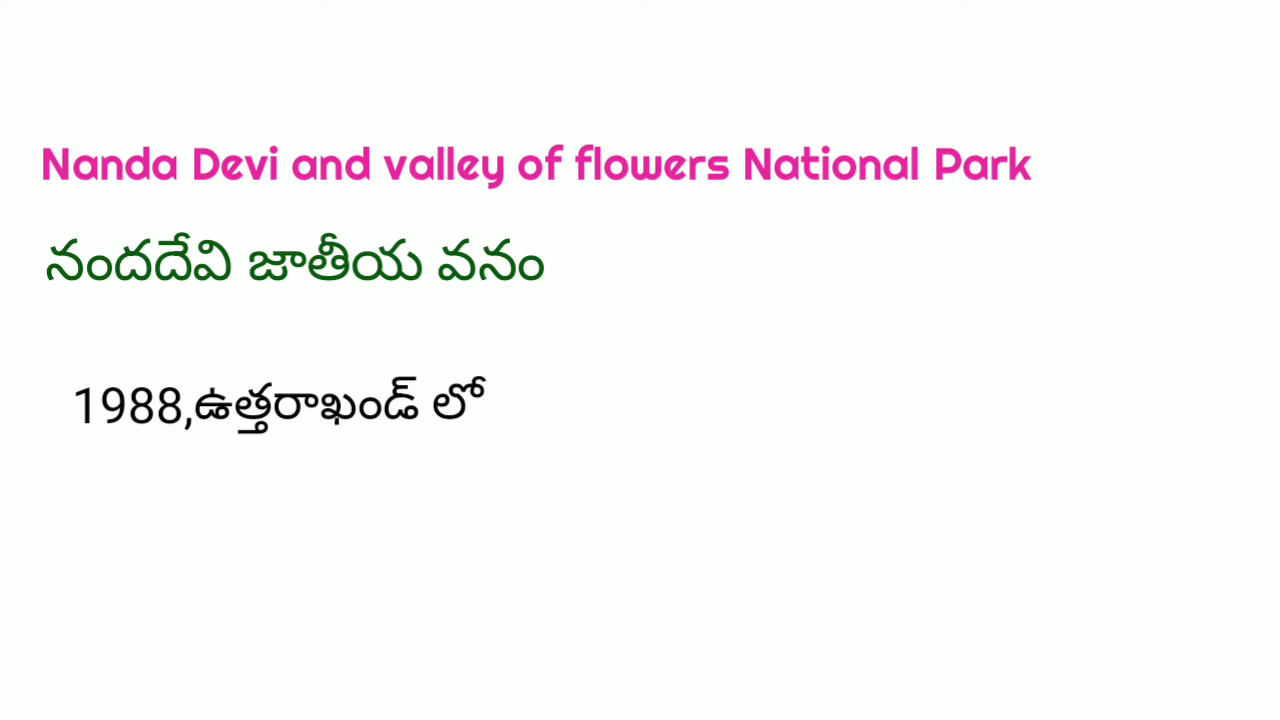 Nanda Devi and valley of flowers National Park
నందదేవి జాతీయ వనం
1988,ఉత్తరాఖండ్ లో